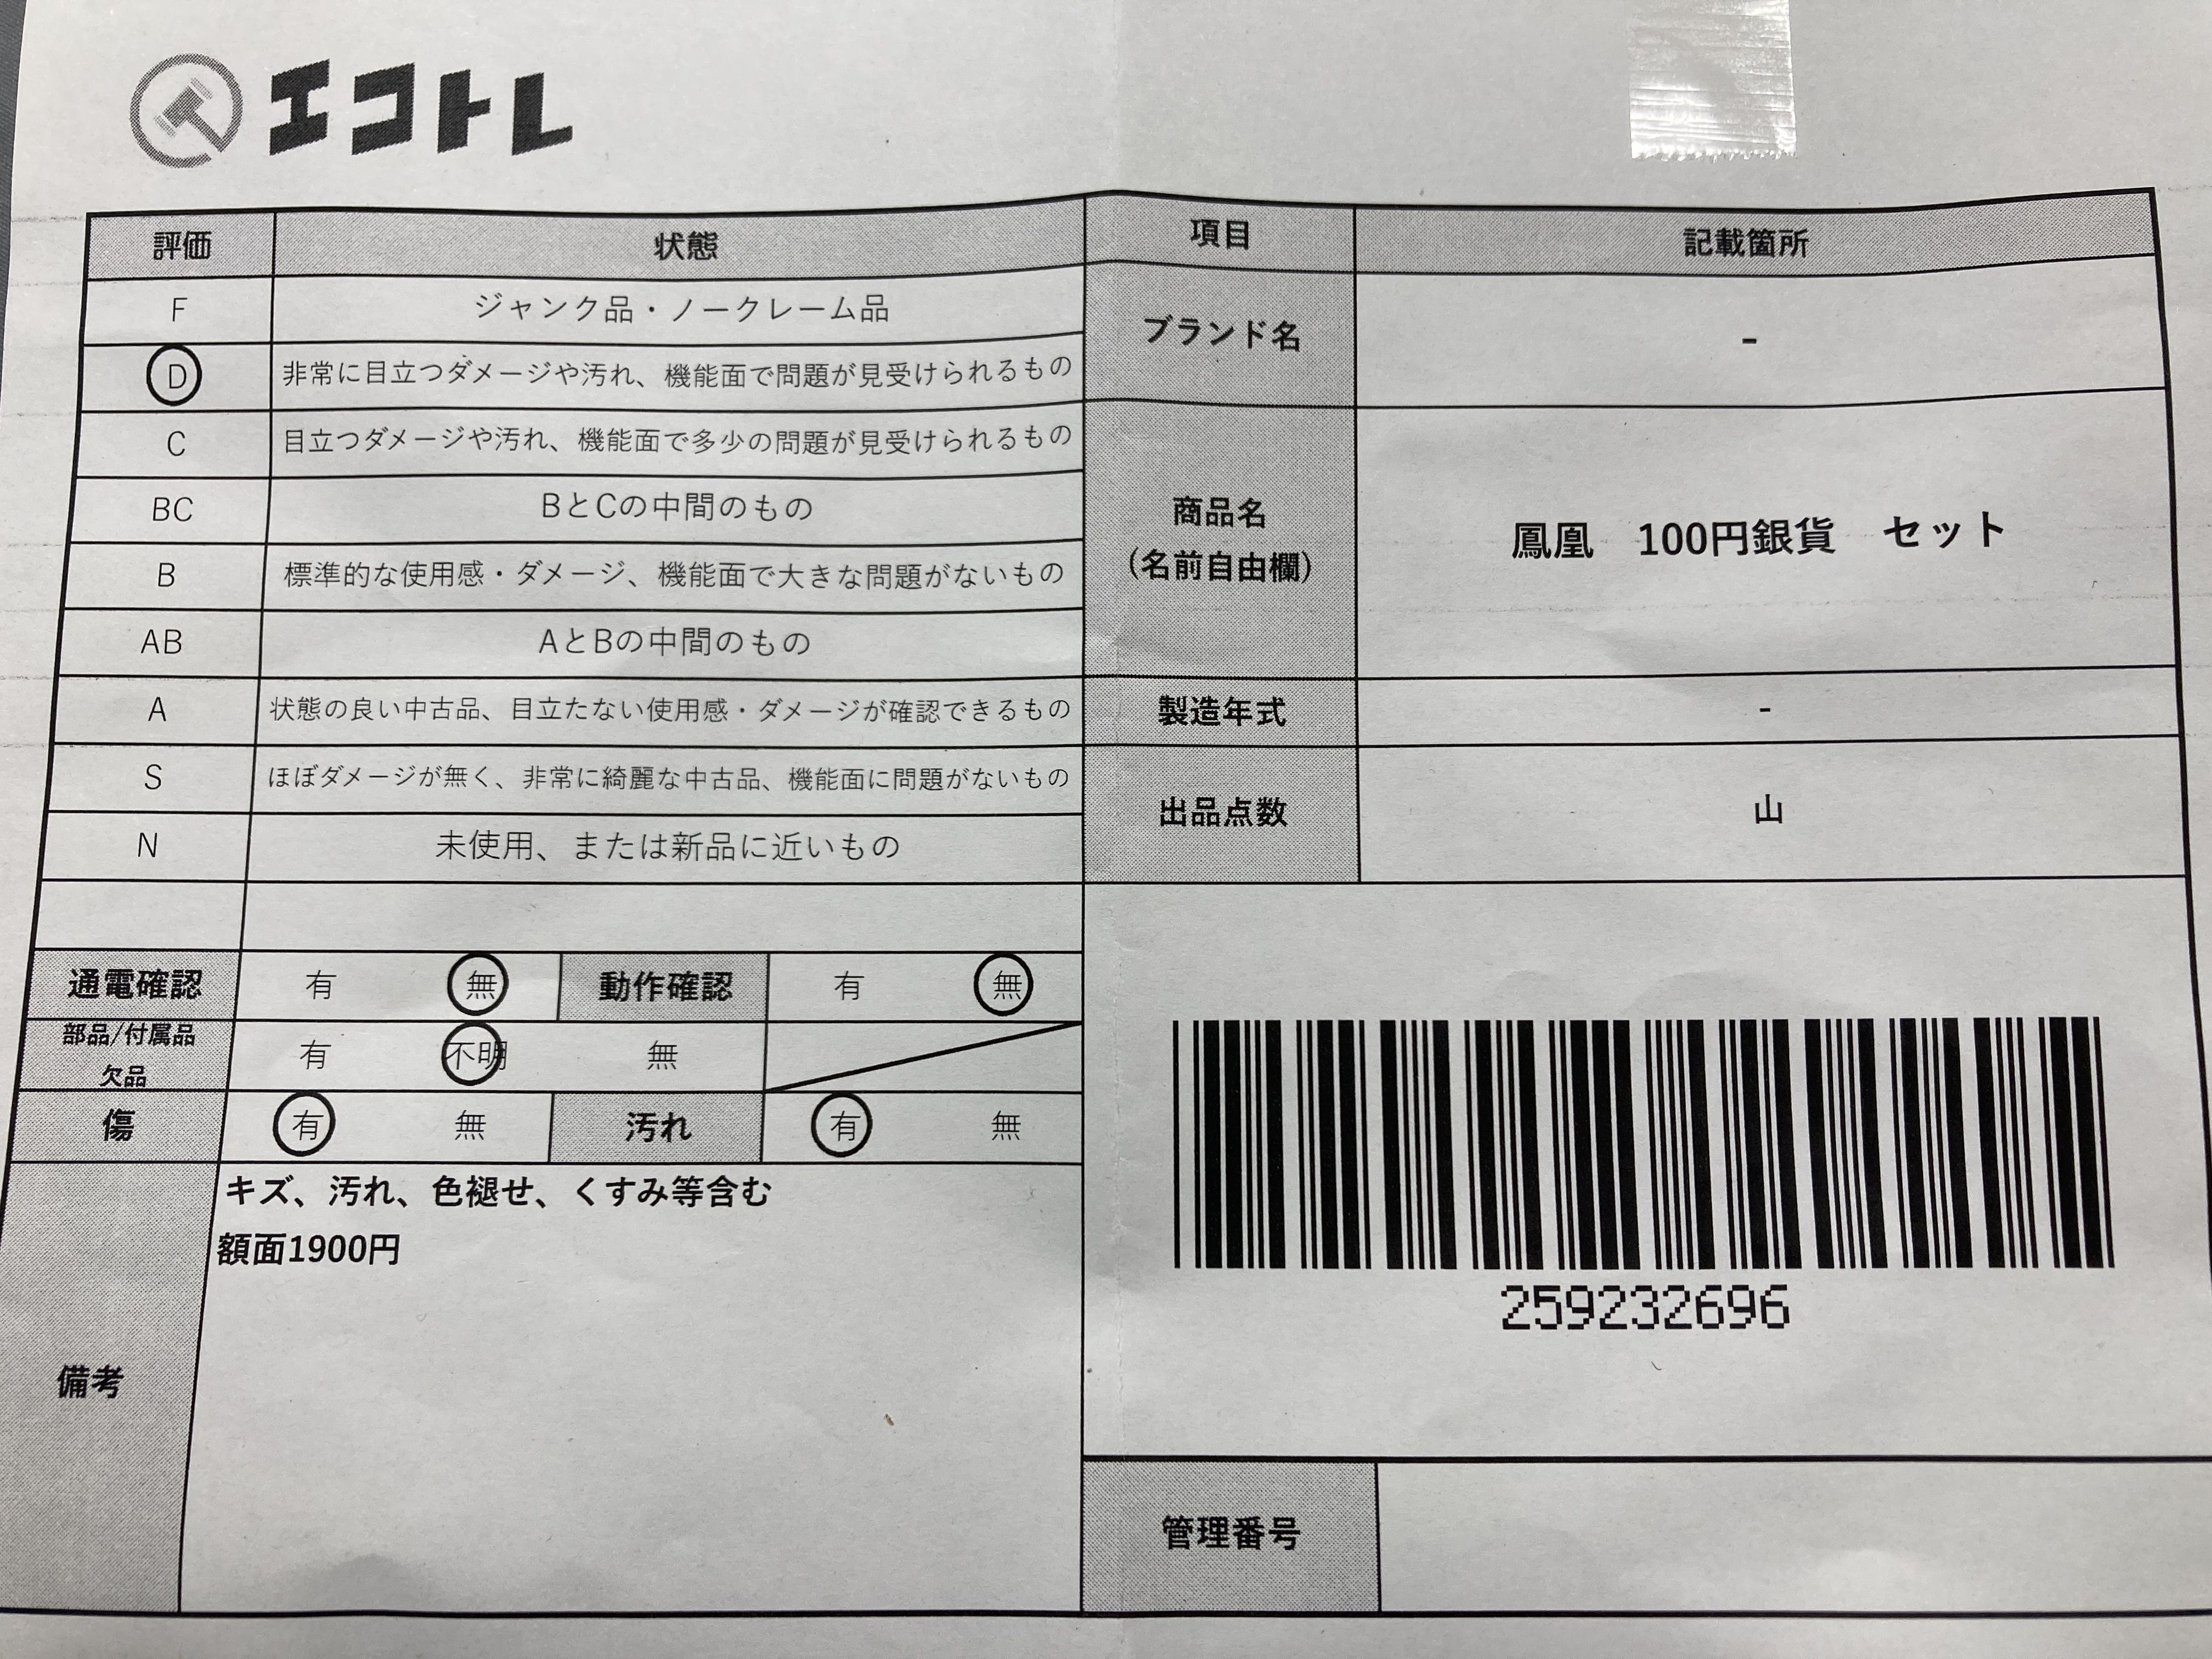 エコトレ
評価 状態
F ジャンク品・ノークレーム品
D 非常に目立つダメージや汚れ、機能面で問題が見受けられるもの
C 目立つダメージや汚れ、機能面で多少の問題が見受けられるもの
BC BとCの中間のもの
B 標準的な使用感・ダメージ、機能面で大きな問題がないもの
AB AとBの中間のもの
A 状態の良い中古品、目立たない使用感・ダメージが確認できるもの
S ほぼダメージが無く、非常に綺麗な中古品、機能面に問題がないもの
N 未使用、または新品に近いもの
通電確認 有 無 動作確認 有 無
部品/付属品
欠品 有 不明 無
傷 有 無 汚れ 有 無
備考
キズ、汚れ、色褪せ、くすみ等含む
額面1900円
項目 記載箇所
ブランド名 -
商品名
(名前自由欄)
鳳凰 100円銀貨 セット
製造年式 -
出品点数 山
259232696
管理番号